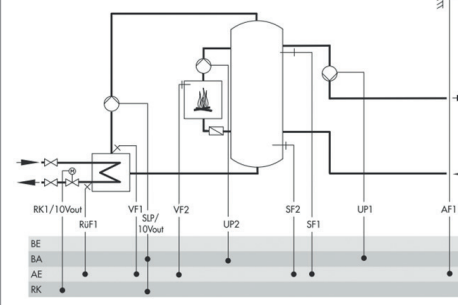 M
RK1/10Vout
RüF1
VF1
SLP/
10Vout
VF2
UP2
SF2
SF1
UP1
AF1
BE
BA
AE
RK